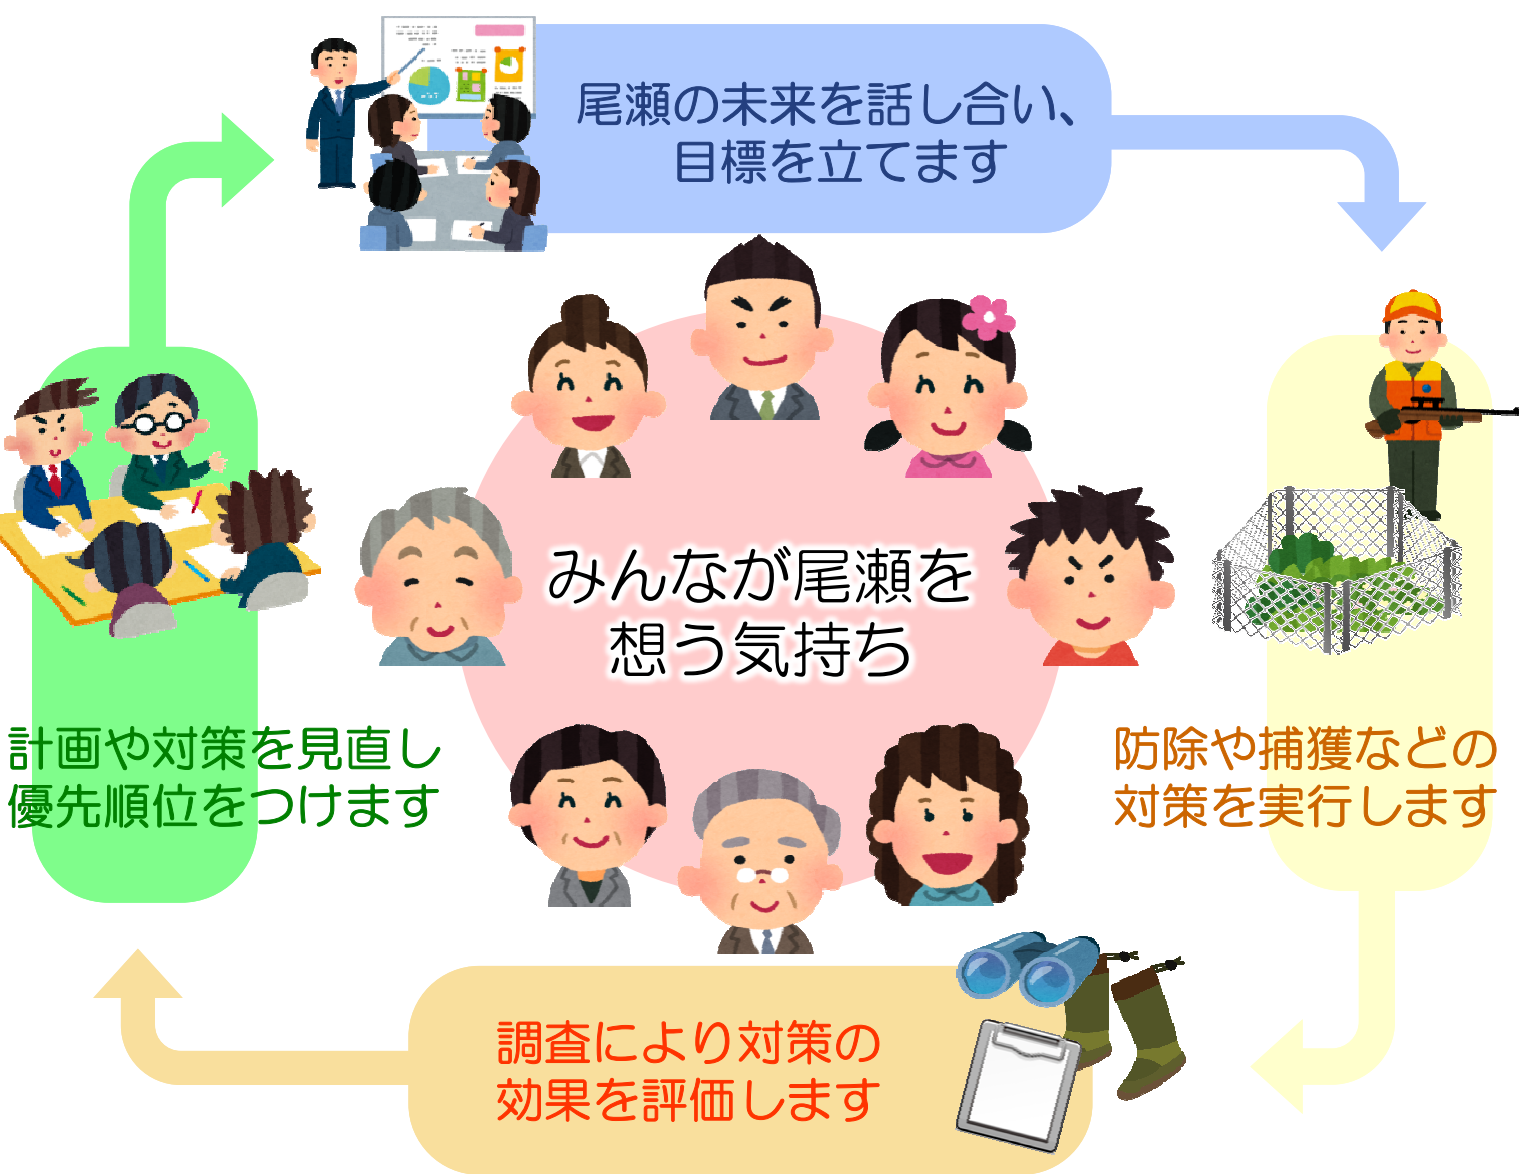 尾瀬の未来を話し合い、
目標を立てます
みんなが尾瀬を
想う気持ち
計画や対策を見直し
優先順位をつけます
防除や捕獲などの
対策を実行します
調査により対策の
効果を評価します